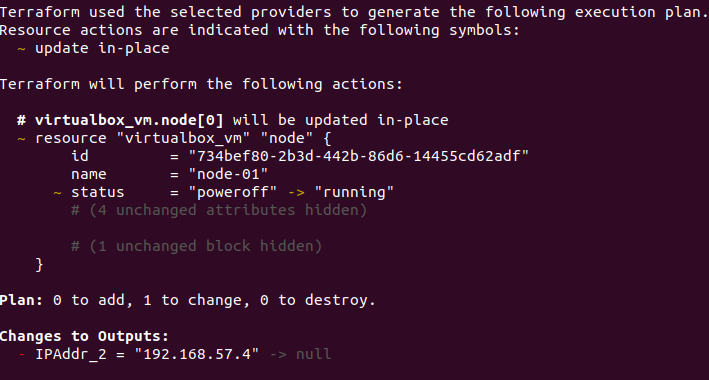 Terraform used the selected providers to generate the following execution plan.
Resource actions are indicated with the following symbols:
  ~ update in-place

Terraform will perform the following actions:

  # virtualbox_vm.node[0] will be updated in-place
  ~ resource "virtualbox_vm" "node" {
        id         = "734bef80-2b3d-442b-86d6-14455cd62adf"
        name       = "node-01"
      ~ status     = "poweroff" -> "running"
        # (4 unchanged attributes hidden)

        # (1 unchanged block hidden)
    }

Plan: 0 to add, 1 to change, 0 to destroy.

Changes to Outputs:
  - IPAddr_2 = "192.168.57.4" -> null